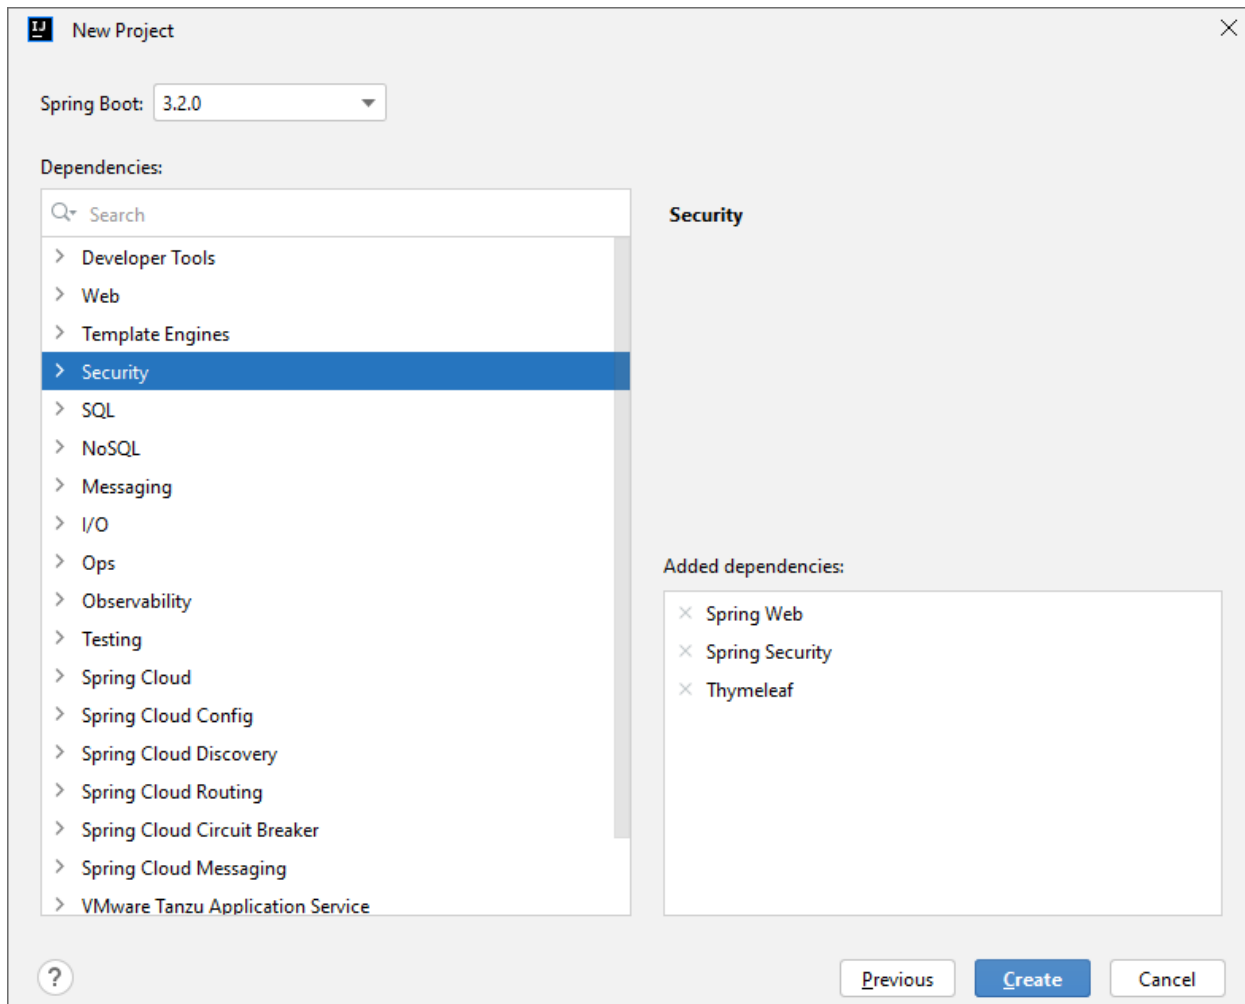 IJ
New Project
Spring Boot: 3.2.0
Dependencies:
Search
Developer Tools
Web
Template Engines
Security
SQL
NoSQL
Messaging
I/O
Ops
Observability
Testing
Spring Cloud
Spring Cloud Config
Spring Cloud Discovery
Spring Cloud Routing
Spring Cloud Circuit Breaker
Spring Cloud Messaging
VMware Tanzu Application Service
Security
Added dependencies:
Spring Web
Spring Security
Thymeleaf
?
Previous
Create
Cancel